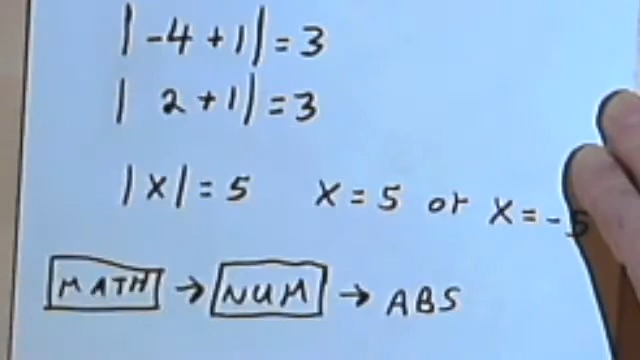 |-4+1|=3
| 2+1|=3
|x|=5 x=5 or x=-5
MATH → NUM → ABS